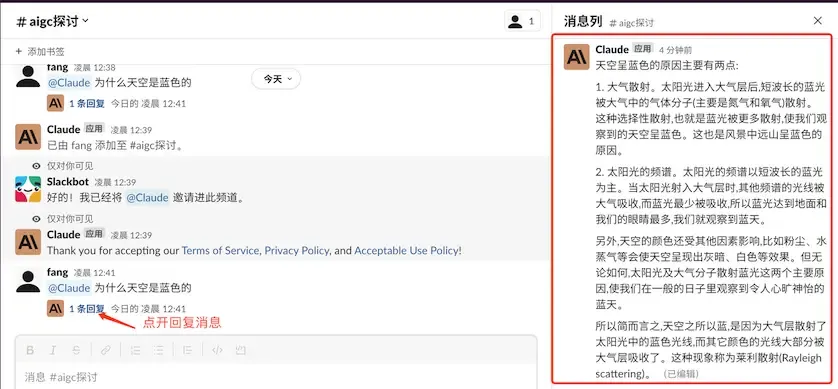 # aigc探讨
1
+ 添加书签
fang 凌晨 12:38
今天
@Claude 为什么天空是蓝色的
1 条回复 今日的 凌晨 12:41
Claude 应用 凌晨 12:39
已由 fang 添加至 #aigc探讨。
仅对你可见
Slackbot 凌晨 12:39
好的！我已经将 @Claude 邀请进此频道。
仅对你可见
Claude 应用 凌晨 12:39
Thank you for accepting our Terms of Service, Privacy Policy, and Acceptable Use Policy!
fang 凌晨 12:41
@Claude 为什么天空是蓝色的
1 条回复 今日的 凌晨 12:41
点开回复消息
B I S
消息 #aigc探讨
消息列 # aigc探讨
Claude 应用 4 分钟前
天空呈蓝色的原因主要有两点:
1. 大气散射。太阳光进入大气层后,短波长的蓝光
被大气中的气体分子(主要是氮气和氧气)散射。
这种选择性散射,也就是蓝光被更多散射,使我们观
察到的天空呈蓝色。这也是风景中远山呈蓝色的
原因。
2. 太阳光的频谱。太阳光的频谱以短波长的蓝光
为主。当太阳光射入大气层时,其他频谱的光线被
大气吸收,而蓝光最少被吸收,所以蓝光达到地面和
我们的眼睛最多,我们就观察到蓝天。
另外,天空的颜色还受其他因素影响,比如粉尘、水
蒸气等会使天空呈现出灰暗、白色等效果。但无
论如何,太阳光及大气分子散射蓝光这两个主要原
因,使我们在一般的日子里观察到令人心旷神怡的
蓝天。
所以简而言之,天空之所以蓝,是因为大气层散射了
太阳光中的蓝色光线,而其它颜色的光线大部分被
大气层吸收了。这种现象称为莱利散射(Rayleigh
scattering)。 （已编辑）